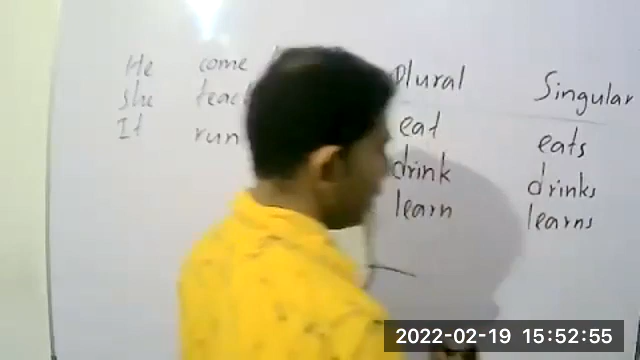 He come Plural Singular
She eat eats
It run drink drinks
learn learns
2022-02-19 15:52:55